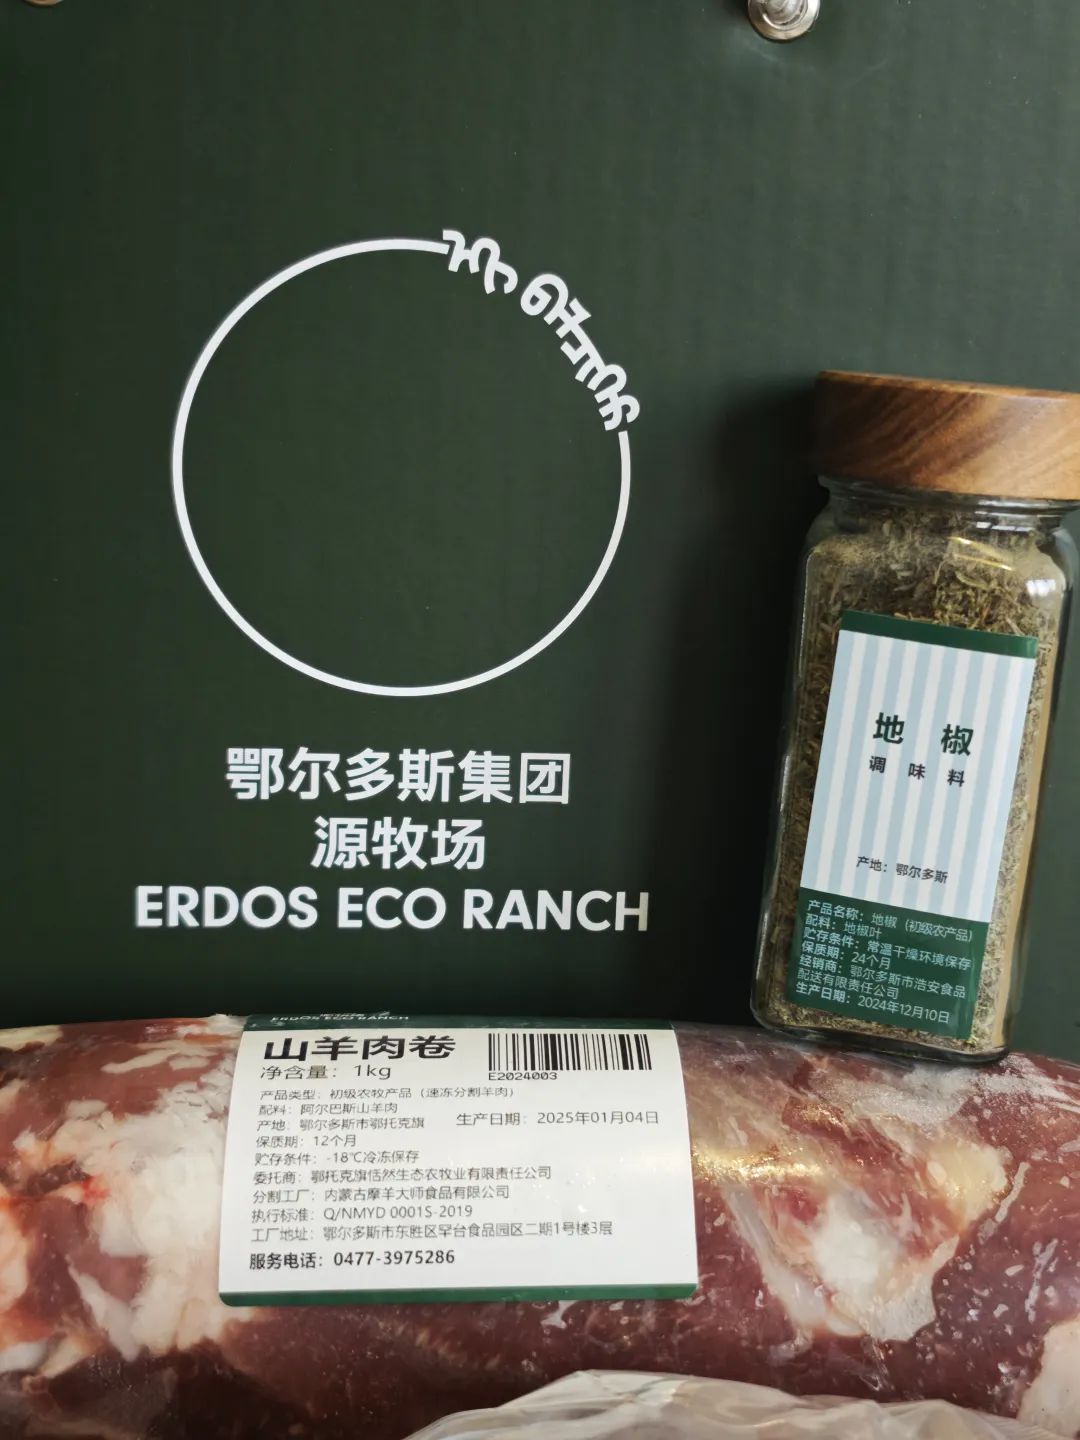 鄂尔多斯集团
源牧场
ERDOS ECO RANCH
地椒
调味料
产地：鄂尔多斯
产品名称：地椒（初级农产品）
配料：地椒叶
贮存条件：常温干燥环境保存
保质期：24个月
经销商：鄂尔多斯市浩安食品
配送有限责任公司
生产日期：2024年12月10日
ERDOS ECO RANCH
山羊肉卷
净含量：1kg
E2024003
产品类型：初级农牧产品（速冻分割羊肉）
配料：阿尔巴斯山羊肉
产地：鄂尔多斯市鄂托克旗
生产日期：2025年01月04日
保质期：12个月
贮存条件：-18℃冷冻保存
委托商：鄂托克旗恬然生态农牧业有限责任公司
分割工厂：内蒙古摩羊大师食品有限公司
执行标准：Q/NMYD 0001S-2019
工厂地址：鄂尔多斯市东胜区罕台食品园区二期1号楼3层
服务电话：0477-3975286